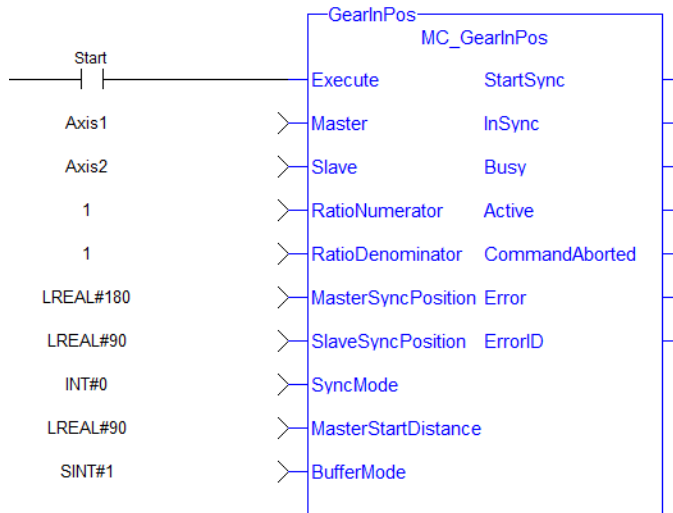 GearInPos
MC_GearInPos
Start
Execute StartSync
Axis1 Master InSync
Axis2 Slave Busy
1 RatioNumerator Active
1 RatioDenominator CommandAborted
LREAL#180 MasterSyncPosition Error
LREAL#90 SlaveSyncPosition ErrorID
INT#0 SyncMode
LREAL#90 MasterStartDistance
SINT#1 BufferMode